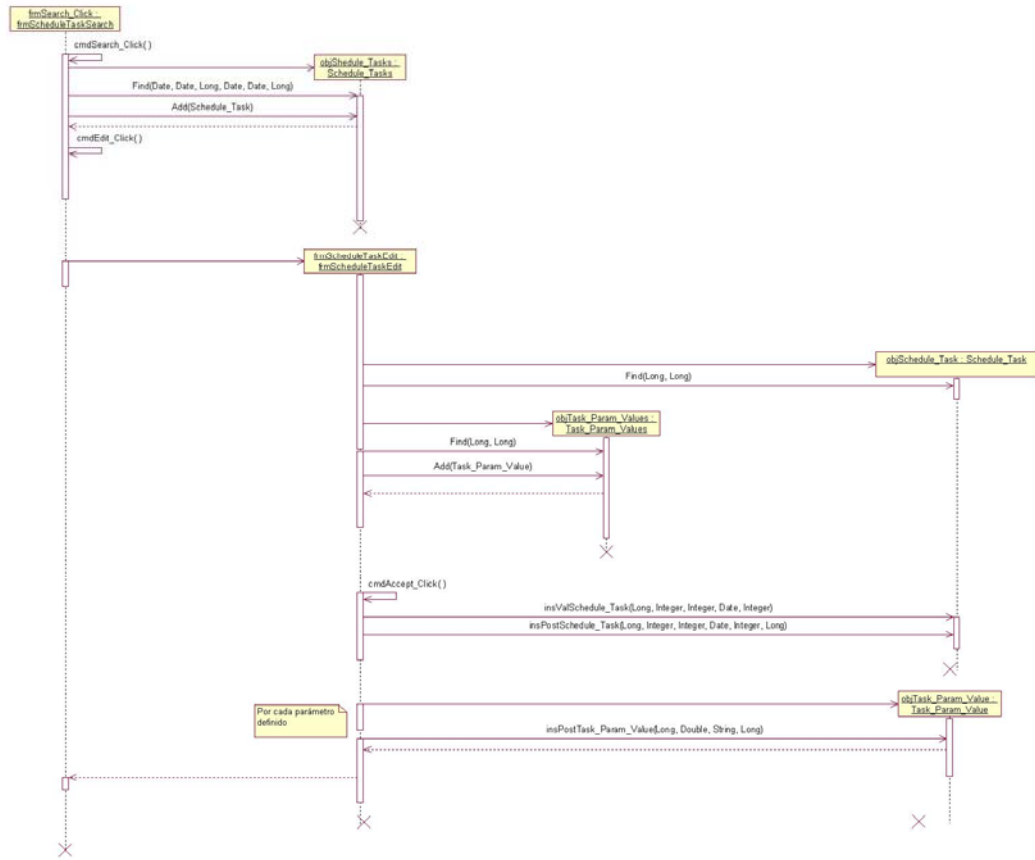 frmSearch_Click :
frmScheduleTaskSearch
cmdSearch_Click( )
objShedule_Tasks :
Schedule_Tasks
Find(Date, Date, Long, Date, Date, Long)
Add(Schedule_Task)
cmdEdit_Click( )
frmScheduleTaskEdit :
frmScheduleTaskEdit
objSchedule_Task : Schedule_Task
Find(Long, Long)
objTask_Param_Values :
Task_Param_Values
Find(Long, Long)
Add(Task_Param_Value)
cmdAccept_Click( )
insValSchedule_Task(Long, Integer, Integer, Date, Integer)
insPostSchedule_Task(Long, Integer, Integer, Date, Integer, Long)
objTask_Param_Value :
Task_Param_Value
Por cada parámetro
definido
insPostTask_Param_Value(Long, Double, String, Long)